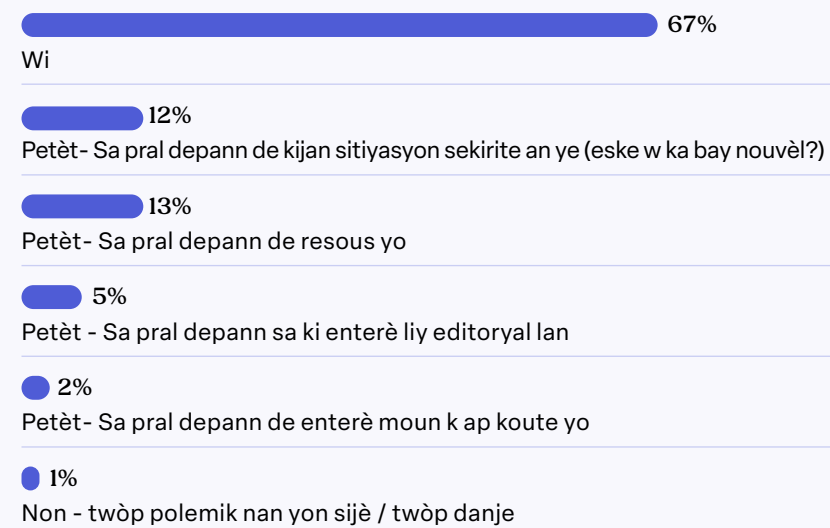 67%
Wi
12%
Petèt- Sa pral depann de kijan sitiyasyon sekirite an ye (eske w ka bay nouvèl?)
13%
Petèt- Sa pral depann de resous yo
5%
Petèt - Sa pral depann sa ki enterè liy editoryal lan
2%
Petèt- Sa pral depann de enterè moun k ap koute yo
1%
Non - twòp polemik nan yon sijè / twòp danje